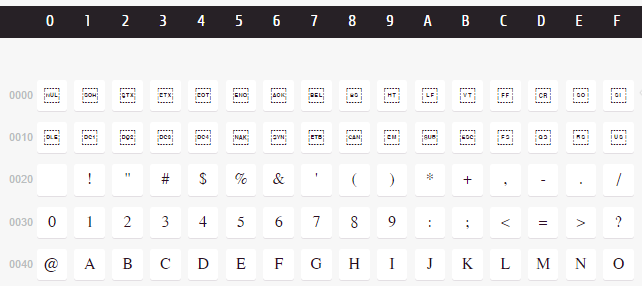 0 1 2 3 4 5 6 7 8 9 A B C D E F
0000 NUL SOH STX ETX EOT ENQ ACK BEL BS HT LF VT FF CR SO SI
0010 DLE DC1 DC2 DC3 DC4 NAK SYN ETB CAN EM SUB ESC FS GS RS US
0020 ! " # $ % & ' ( ) * + , - . /
0030 0 1 2 3 4 5 6 7 8 9 : ; < = > ?
0040 @ A B C D E F G H I J K L M N O